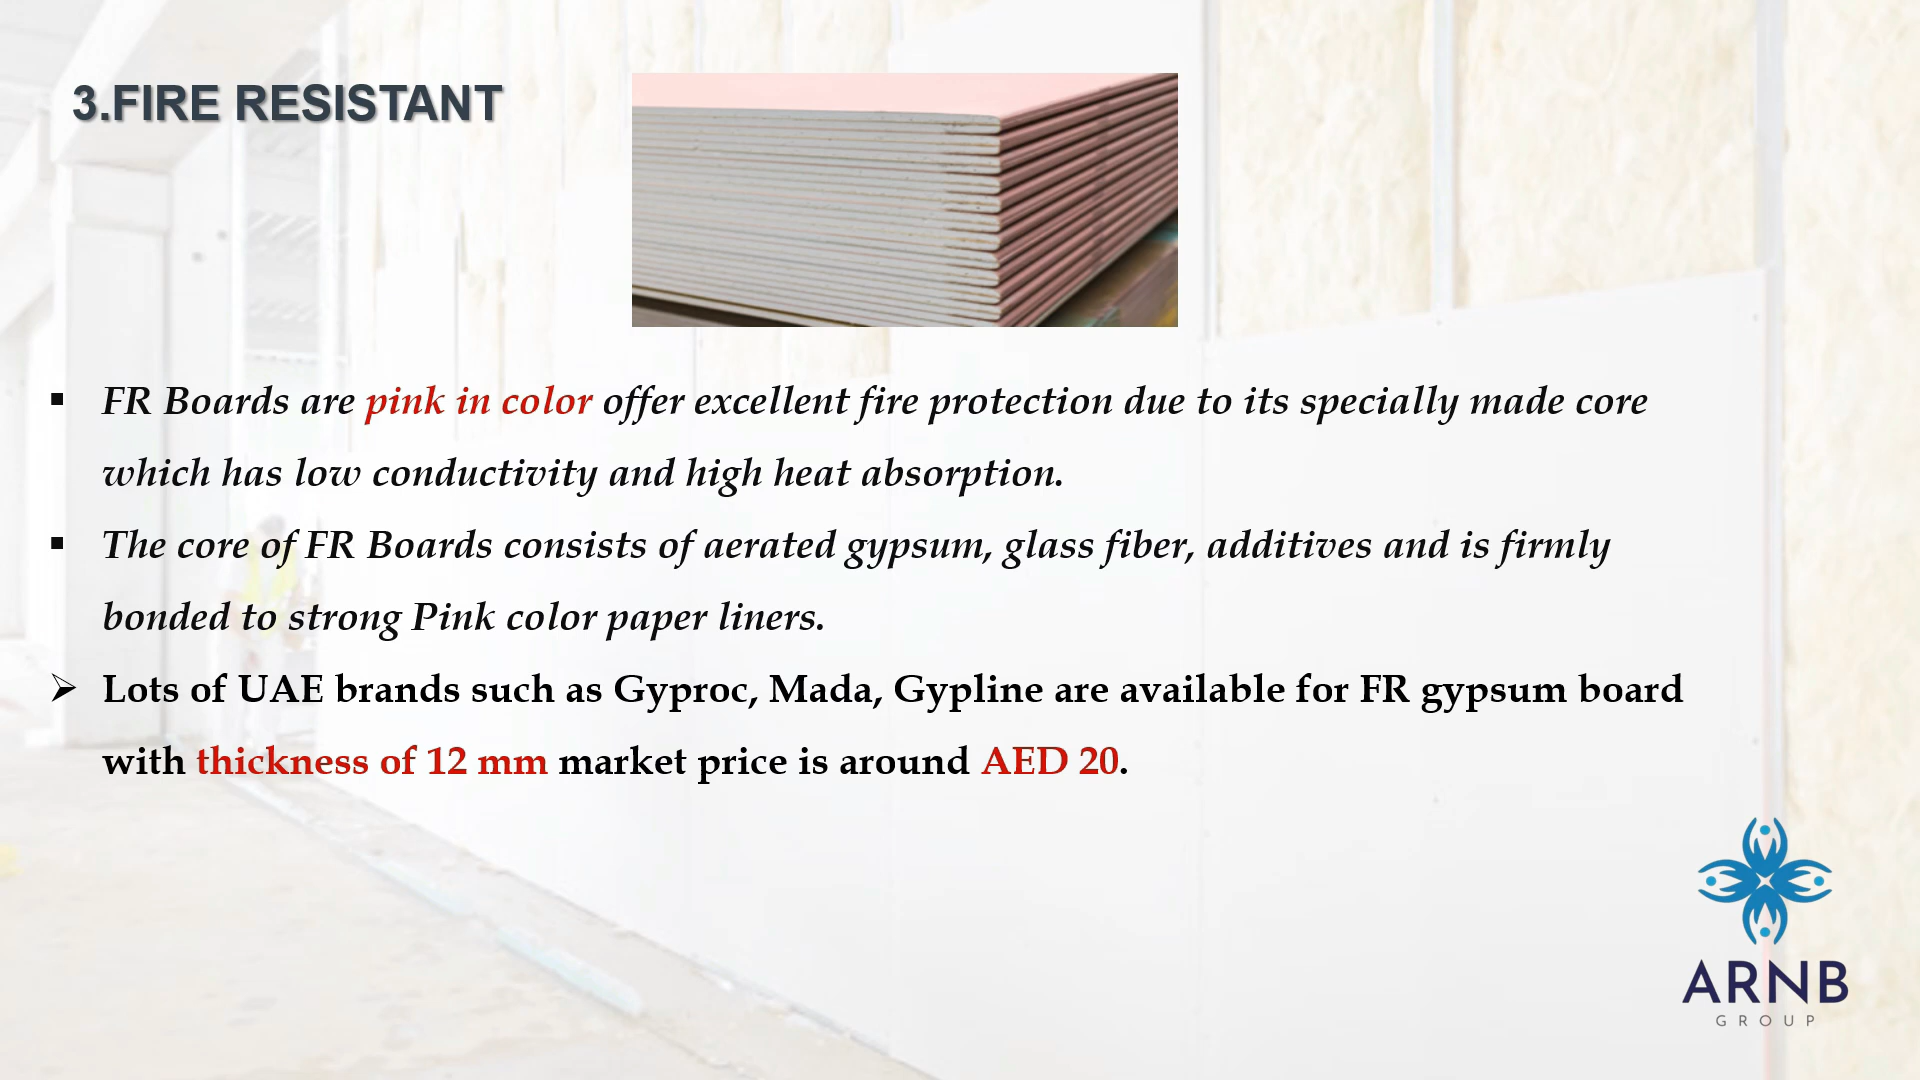 3.FIRE RESISTANT
▪ FR Boards are pink in color offer excellent fire protection due to its specially made core
which has low conductivity and high heat absorption.
▪ The core of FR Boards consists of aerated gypsum, glass fiber, additives and is firmly
bonded to strong Pink color paper liners.
➢ Lots of UAE brands such as Gyproc, Mada, Gypline are available for FR gypsum board
with thickness of 12 mm market price is around AED 20.
ARNB
GROUP